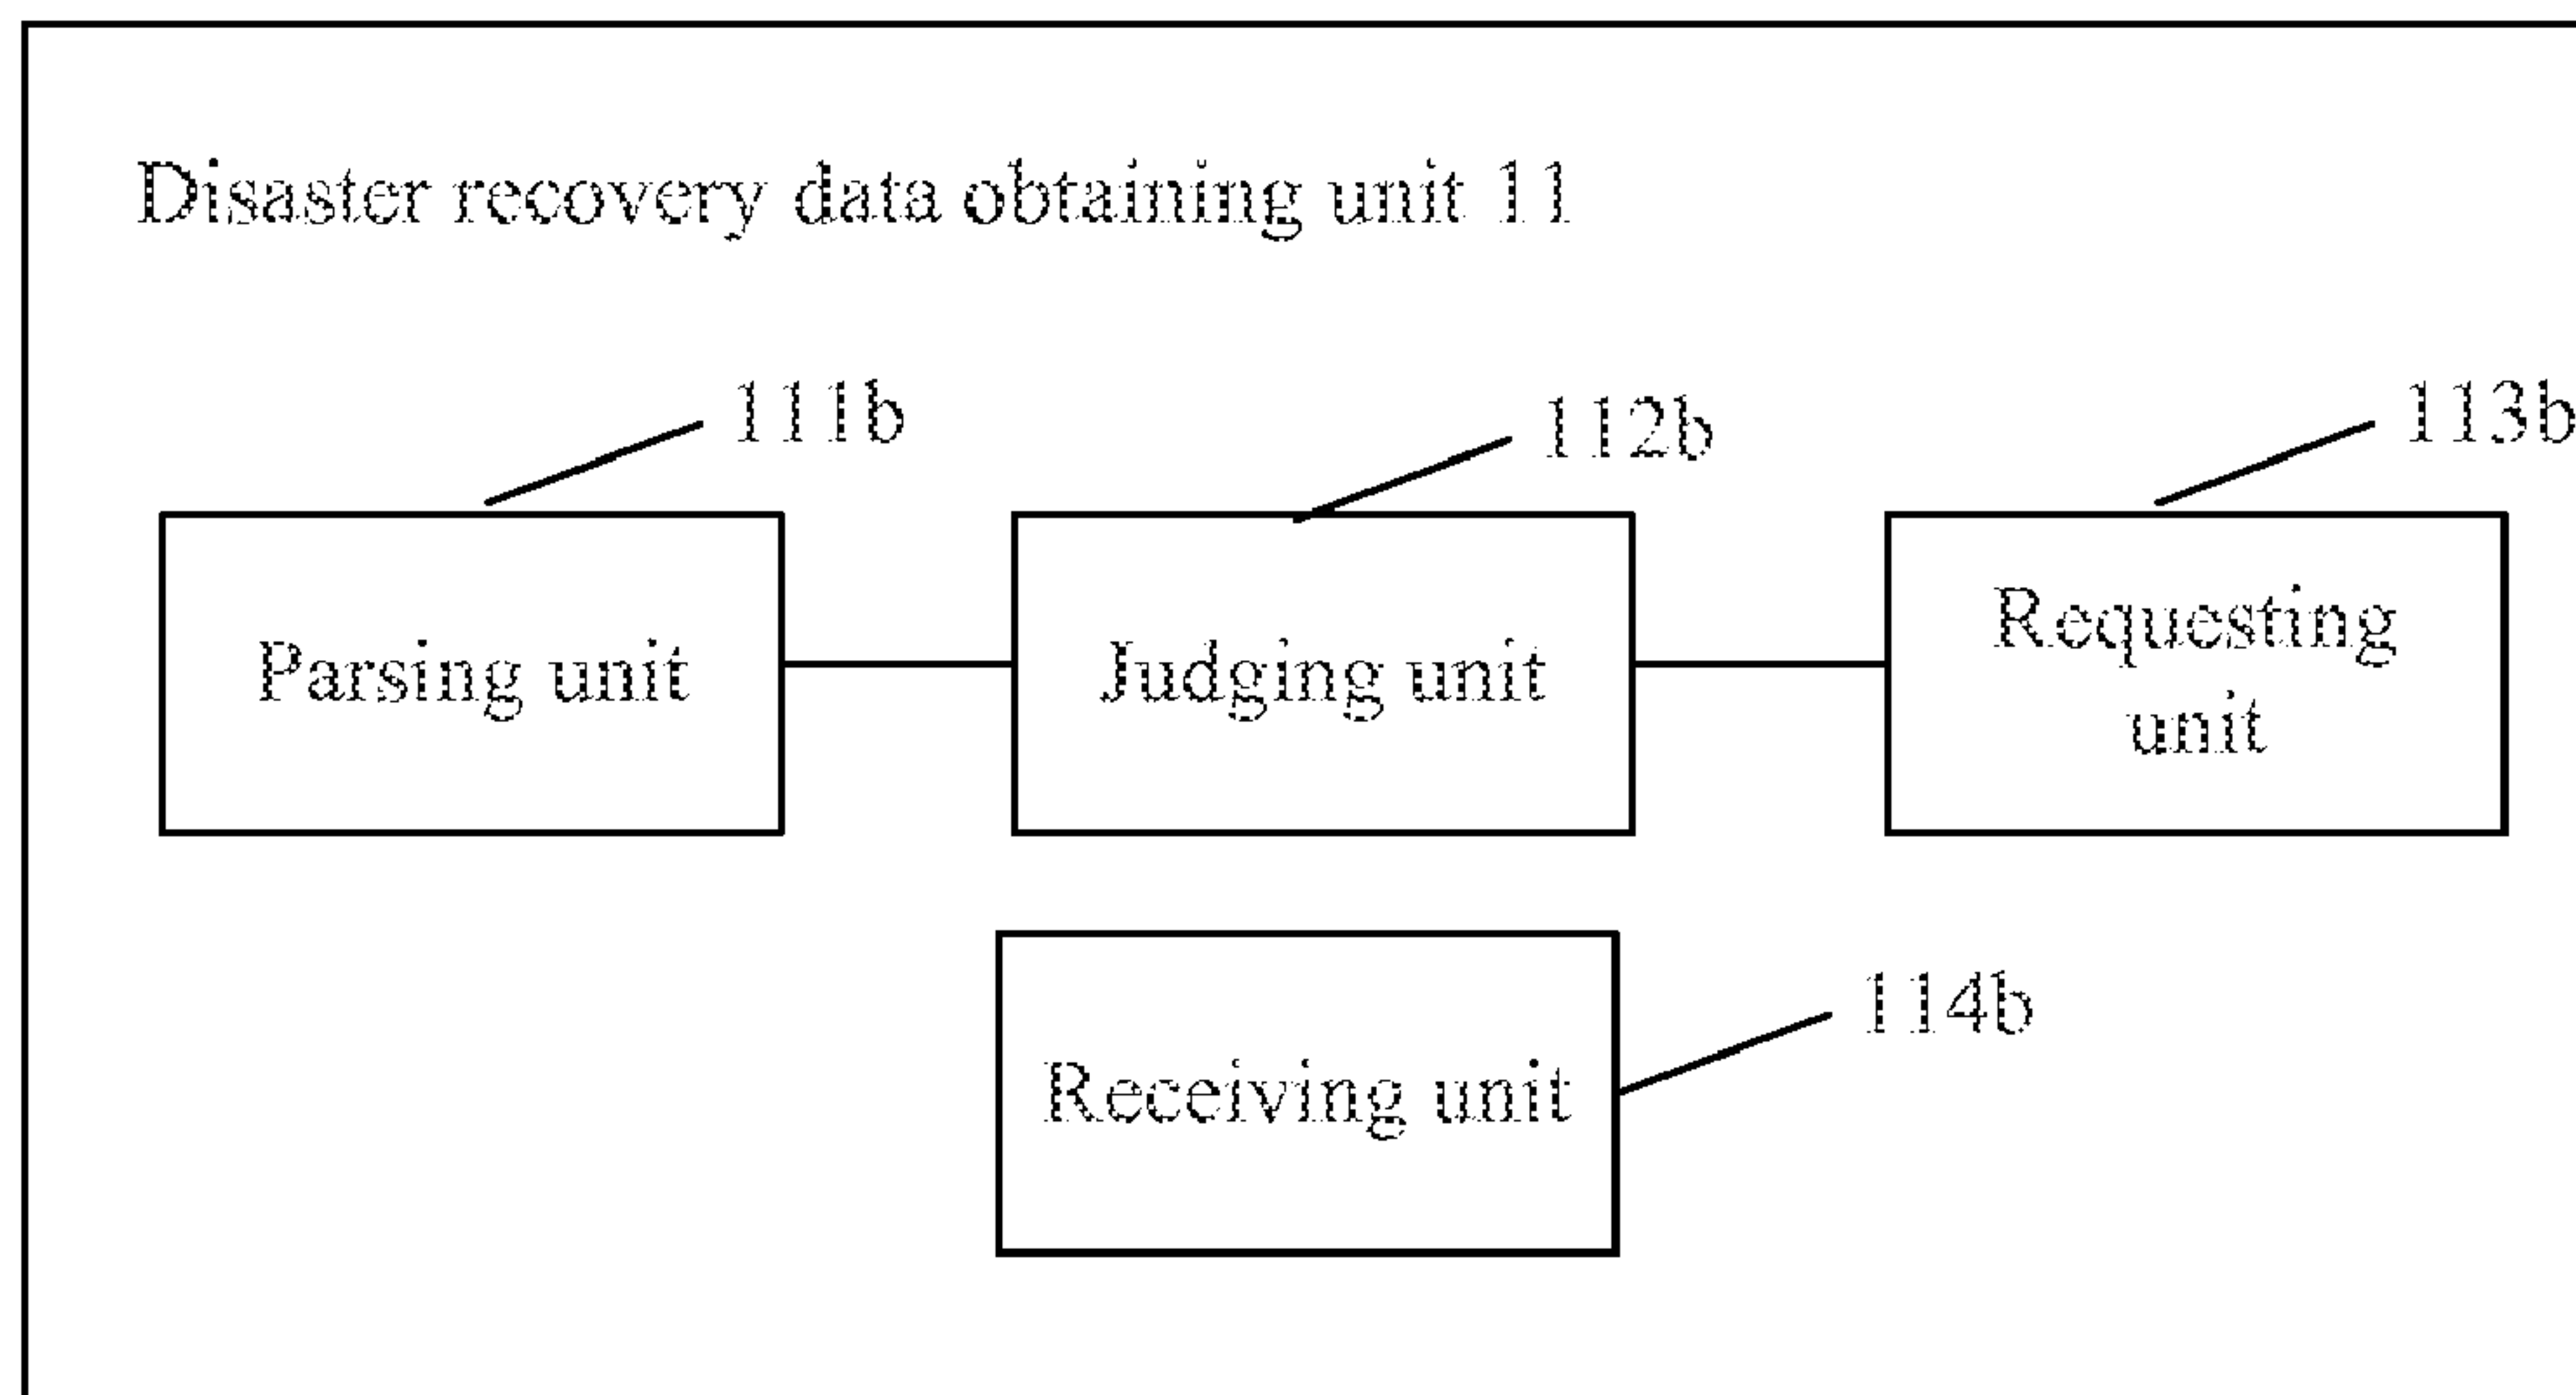 Disaster recovery data obtaining unit 11
111b
112b
113b
Parsing unit
Judging unit
Requesting
unit
114b
Receiving unit